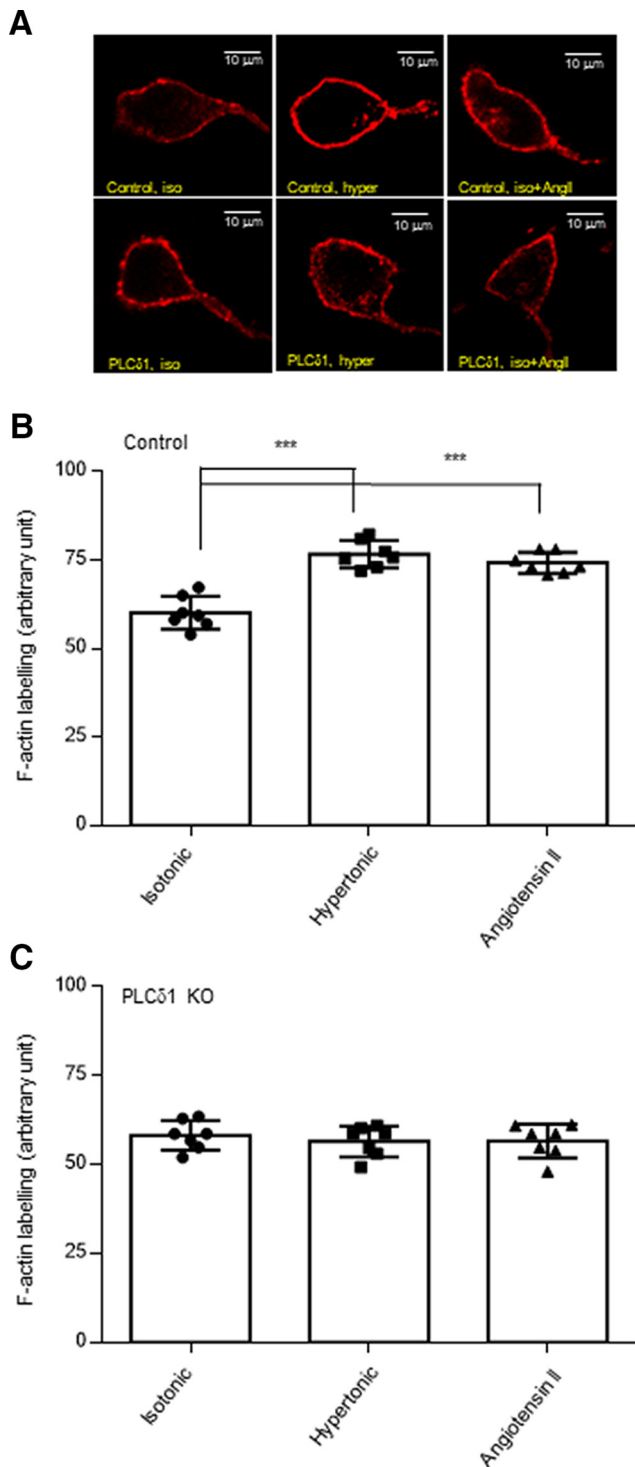 A
10 µm
10 µm
10 µm
Control, iso
Control, hyper
Control, iso+AngII
10 µm
10 µm
10 µm
PLCδ1, iso
PLCδ1, hyper
PLCδ1, iso+AngII
B
Control
***
***
100
75
50
25
0
F-actin labelling (arbitrary unit)
Isotonic
Hypertonic
Angiotensin II
C
PLCδ1 KO
100
75
50
25
0
F-actin labelling (arbitrary unit)
Isotonic
Hypertonic
Angiotensin II